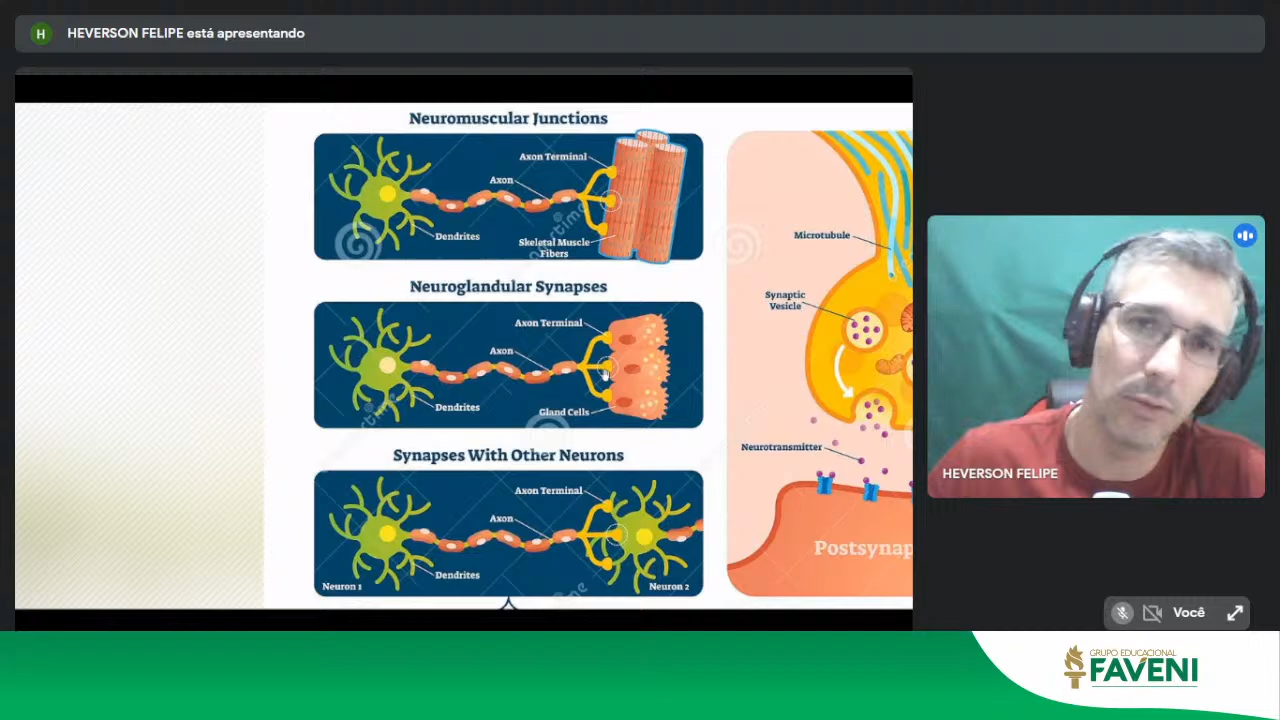 H
HEVERSON FELIPE está apresentando
Neuromuscular Junctions
Axon Terminal
Axon
Dendrites
Skeletal Muscle
Fibers
Neuroglandular Synapses
Axon Terminal
Axon
Dendrites
Gland Cells
Synapses With Other Neurons
Axon Terminal
Axon
Dendrites
Neuron 1
Neuron 2
Microtubule
Synaptic
Vesicle
Neurotransmitter
Postsynap
HEVERSON FELIPE
Você
GRUPO EDUCACIONAL
FAVENI